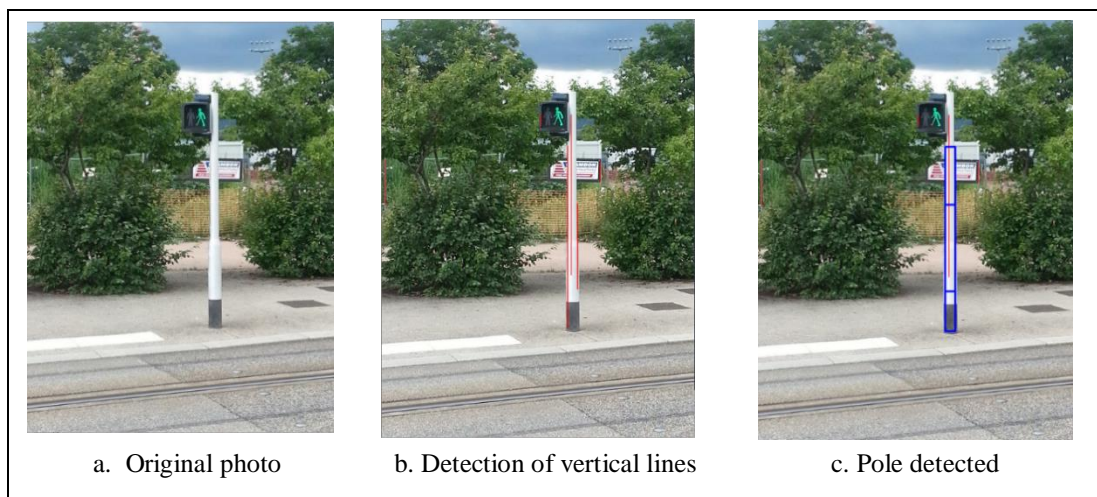 a. Original photo
b. Detection of vertical lines
c. Pole detected